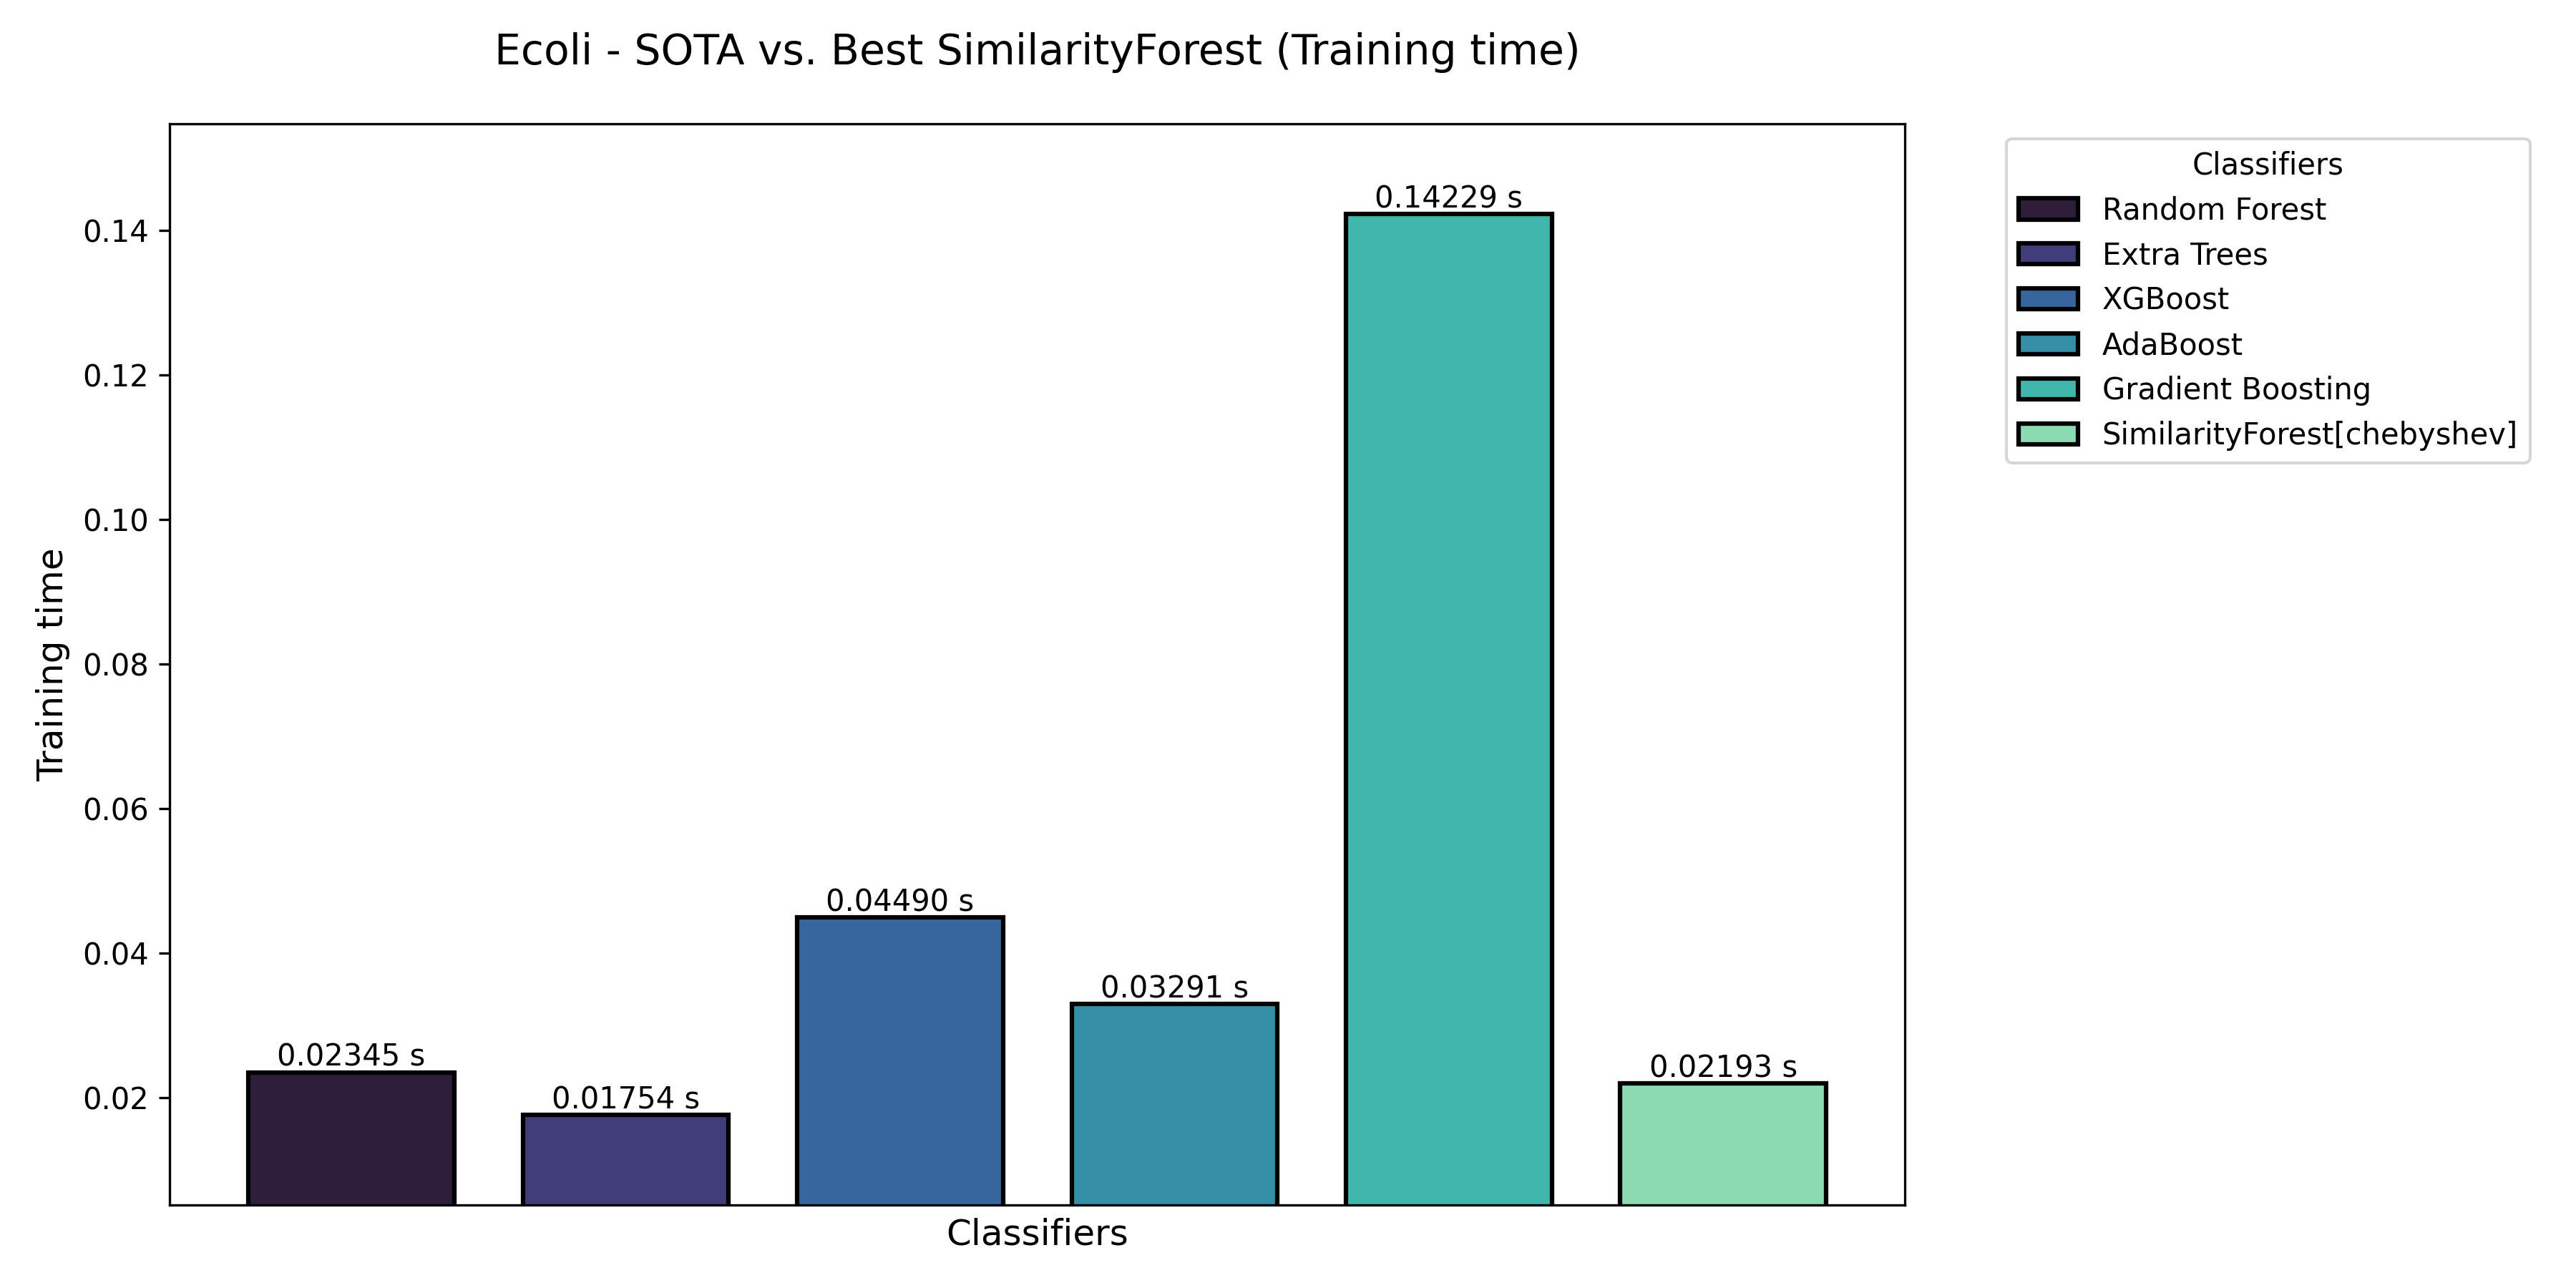 Ecoli - SOTA vs. Best SimilarityForest (Training time)
Training time
0.14
0.12
0.10
0.08
0.06
0.04
0.02
0.02345 s
0.01754 s
0.04490 s
0.03291 s
0.14229 s
0.02193 s
Classifiers
Classifiers
Random Forest
Extra Trees
XGBoost
AdaBoost
Gradient Boosting
SimilarityForest[chebyshev]